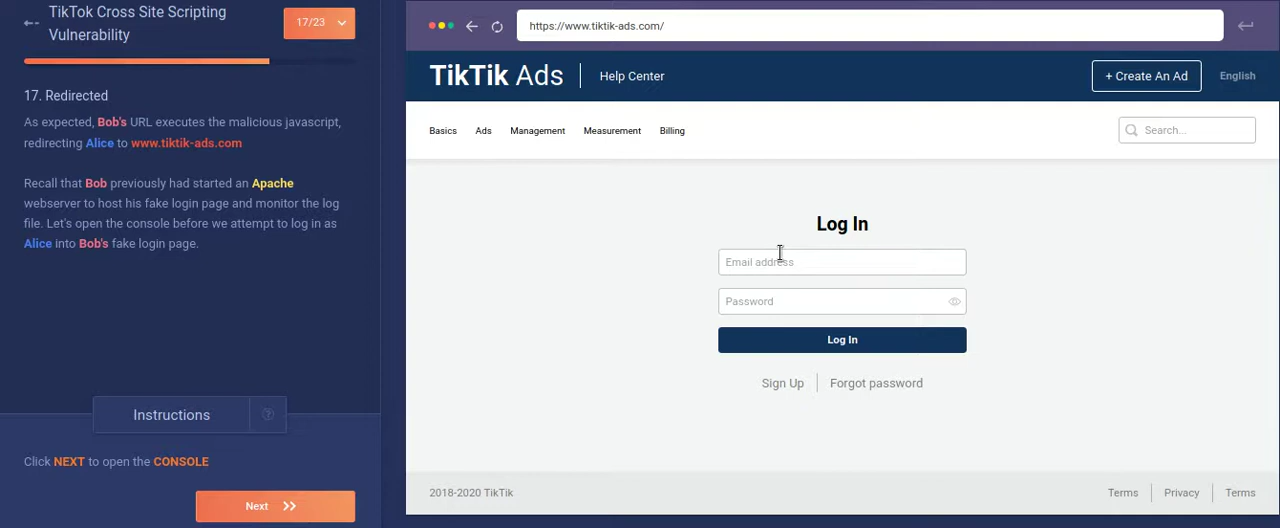 TikTok Cross Site Scripting
Vulnerability
17/23
17. Redirected
As expected, Bob's URL executes the malicious javascript,
redirecting Alice to www.tiktik-ads.com
Recall that Bob previously had started an Apache
webserver to host his fake login page and monitor the log
file. Let's open the console before we attempt to log in as
Alice into Bob's fake login page.
Instructions
?
Click NEXT to open the CONSOLE
Next
https://www.tiktik-ads.com/
TikTik Ads
Help Center
+ Create An Ad
English
Basics
Ads
Management
Measurement
Billing
Search...
Log In
Email address
Password
Log In
Sign Up
Forgot password
2018-2020 TikTik
Terms
Privacy
Terms